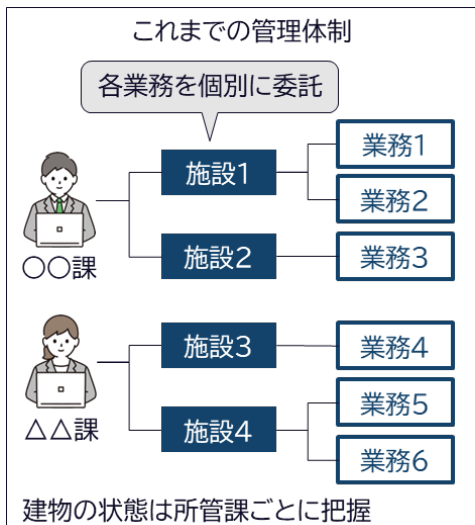 これまでの管理体制
各業務を個別に委託
施設1
業務1
業務2
〇〇課
施設2
業務3
施設3
業務4
△△課
施設4
業務5
業務6
建物の状態は所管課ごとに把握